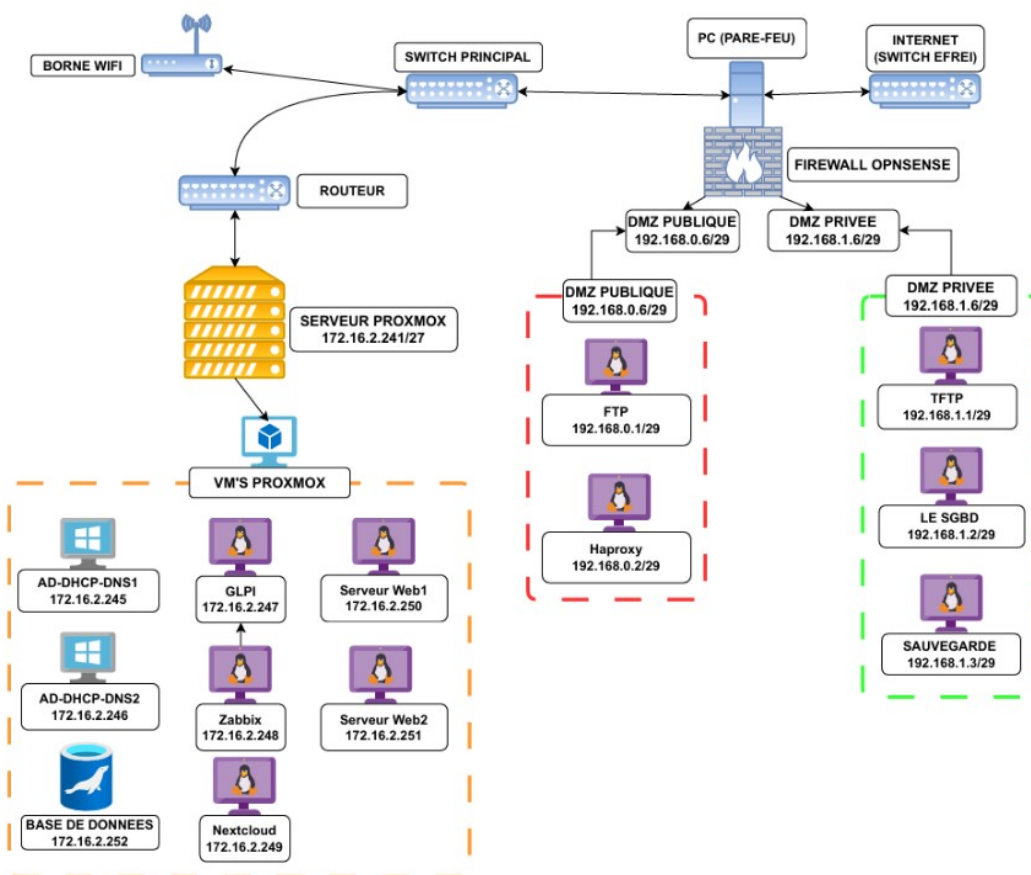 PC (PARE-FEU)
INTERNET
(SWITCH EFREI)
SWITCH PRINCIPAL
BORNE WIFI
FIREWALL OPNSENSE
ROUTEUR
DMZ PUBLIQUE
192.168.0.6/29
DMZ PRIVEE
192.168.1.6/29
SERVEUR PROXMOX
172.16.2.241/27
DMZ PUBLIQUE
192.168.0.6/29
DMZ PRIVEE
192.168.1.6/29
FTP
192.168.0.1/29
TFTP
192.168.1.1/29
VM'S PROXMOX
Haproxy
192.168.0.2/29
LE SGBD
192.168.1.2/29
SAUVEGARDE
192.168.1.3/29
AD-DHCP-DNS1
172.16.2.245
GLPI
172.16.2.247
Serveur Web1
172.16.2.250
AD-DHCP-DNS2
172.16.2.246
Zabbix
172.16.2.248
Serveur Web2
172.16.2.251
BASE DE DONNEES
172.16.2.252
Nextcloud
172.16.2.249